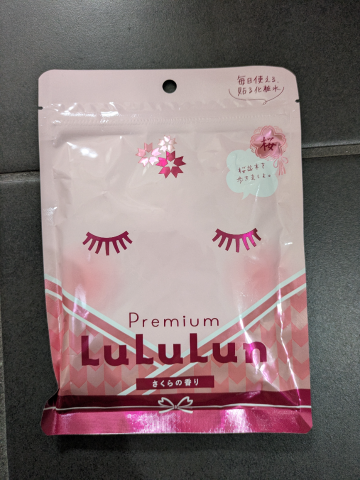 毎日使える、
貼る化粧水
桜
Premium
LuLuLun
さくらの香り